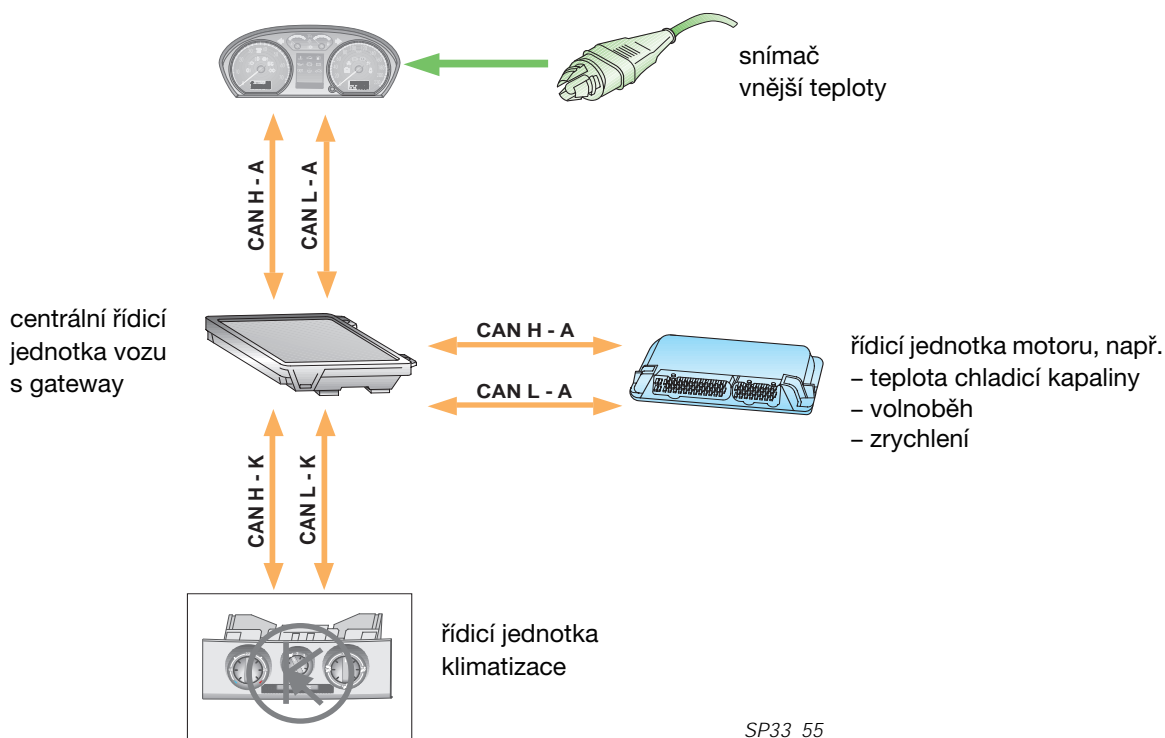 snímač
vnější teploty
CAN H - A
CAN L - A
centrální řídicí
jednotka vozu
s gateway
CAN H - A
CAN L - A
řídicí jednotka motoru, např.
– teplota chladicí kapaliny
– volnoběh
– zrychlení
CAN H - K
CAN L - K
řídicí jednotka
klimatizace
SP33_55